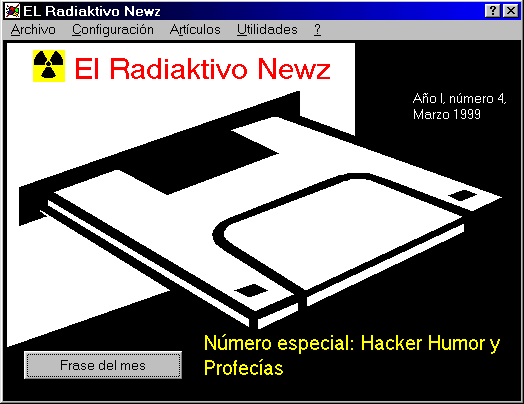 EL Radiaktivo Newz
Archivo Configuración Artículos Utilidades ?
El Radiaktivo Newz
Año I, número 4,
Marzo 1999
Número especial: Hacker Humor y
Profecías
Frase del mes